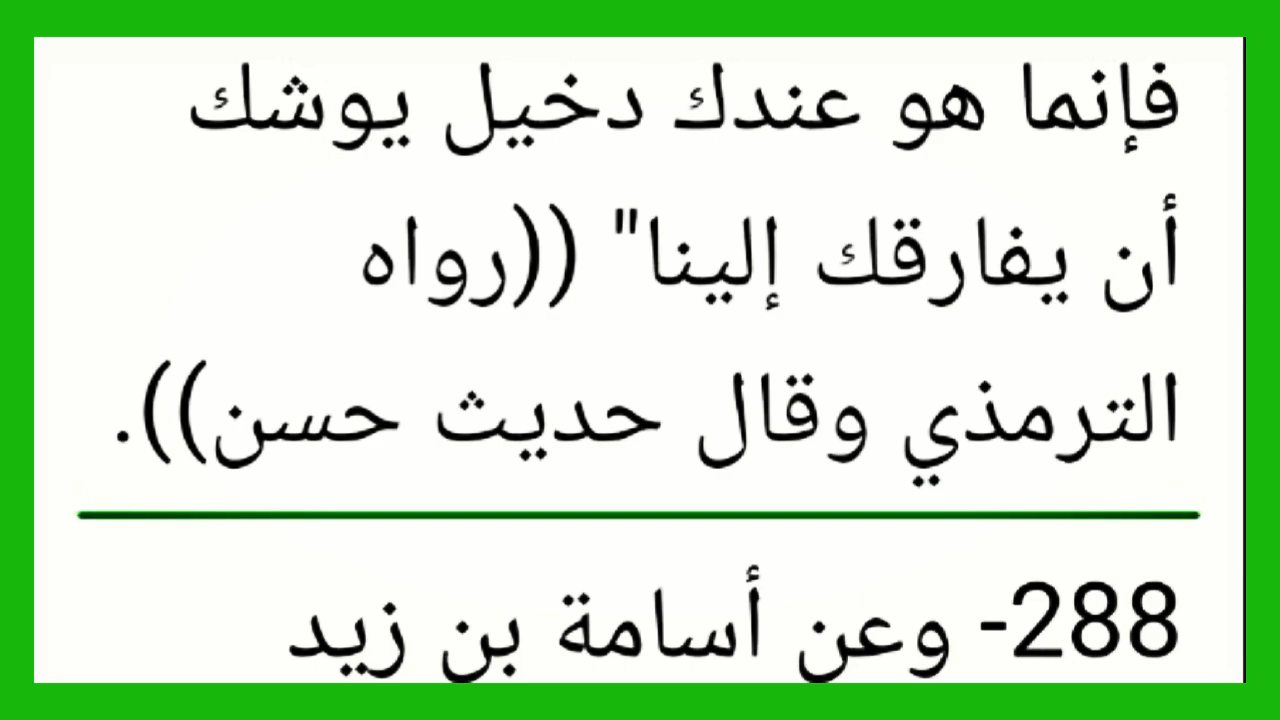 فإنما هو عندك دخيل يوشك
أن يفارقك إلينا" ((رواه
الترمذي وقال حديث حسن)).
288- وعن أسامة بن زيد